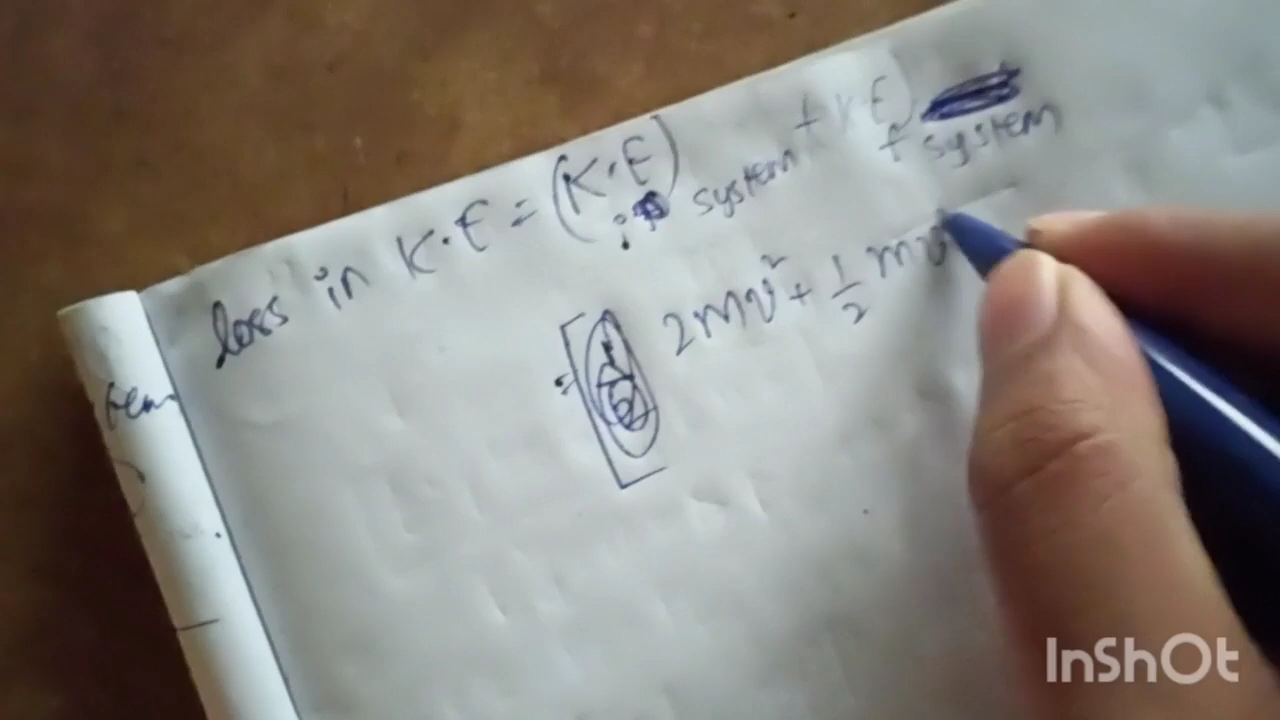 loss in K.E = (K.E)i system + K.E)f system
= [ 2mv² + 1/2 mv
InShOt